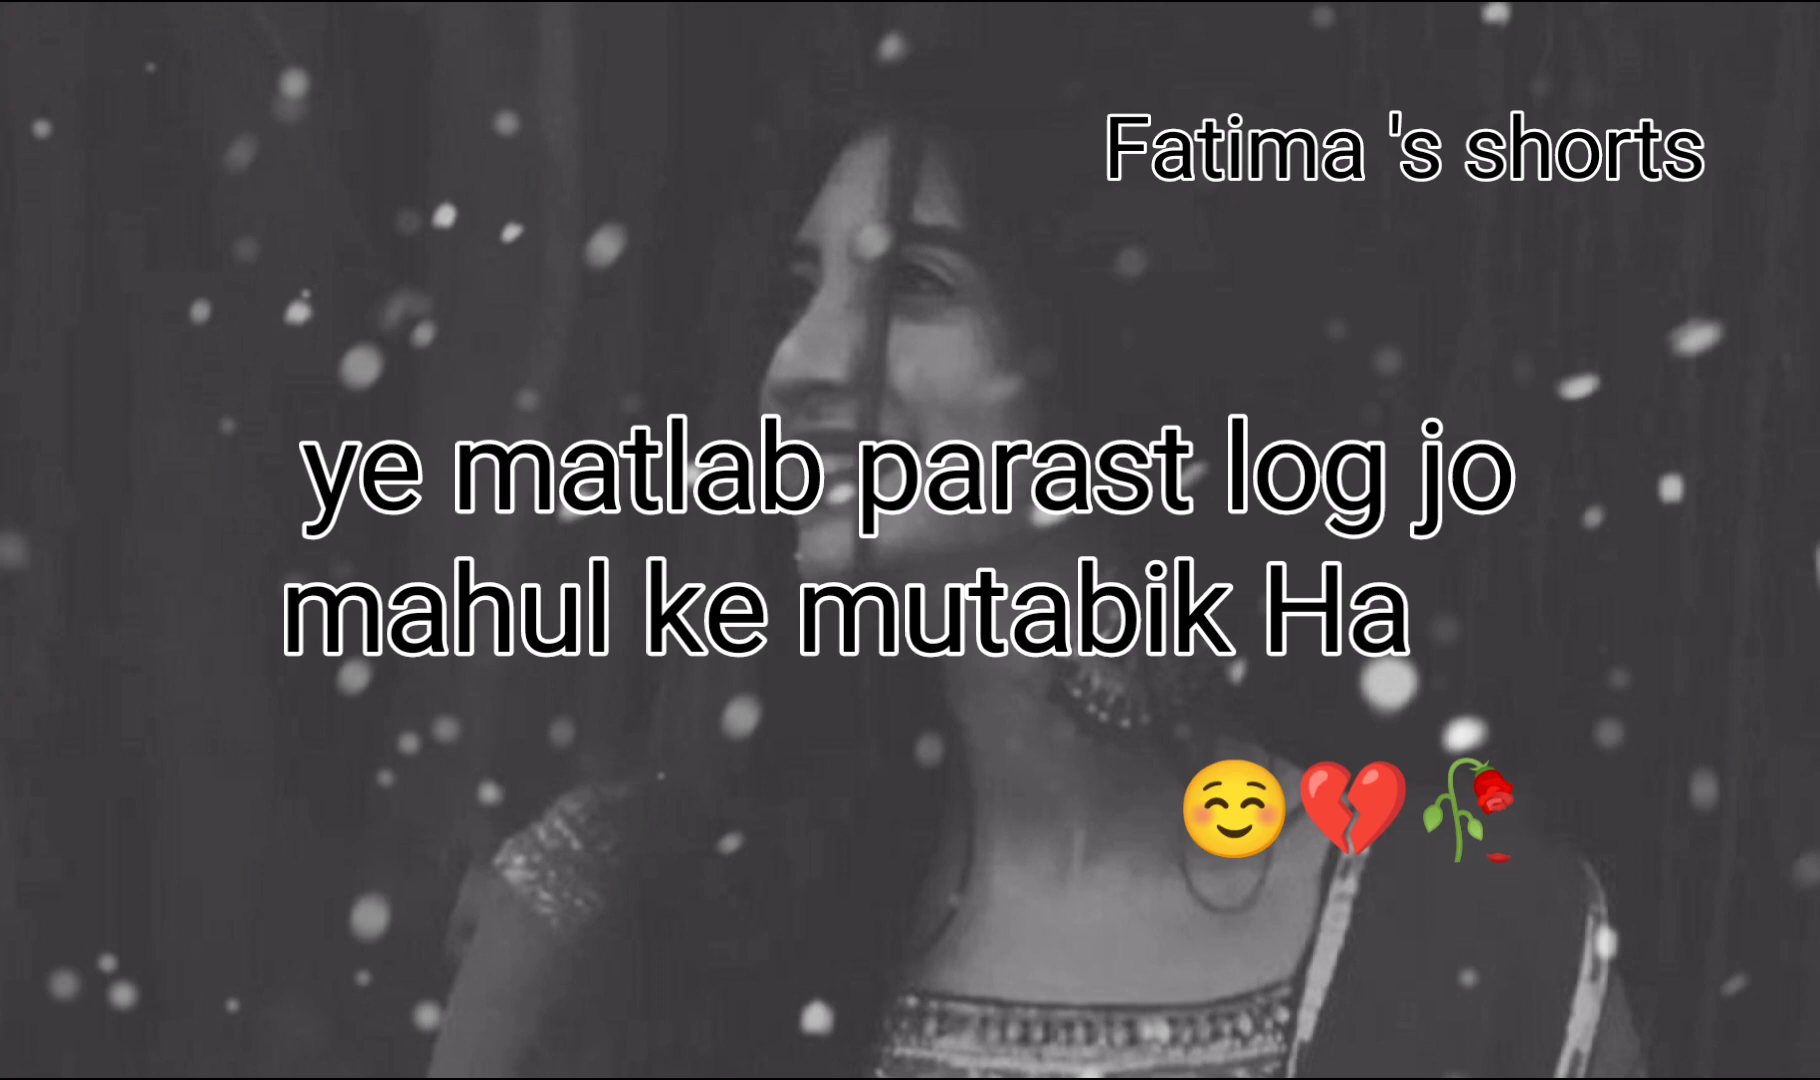 Fatima 's shorts
ye matlab parast log jo
mahul ke mutabik Ha
☺️💔🥀